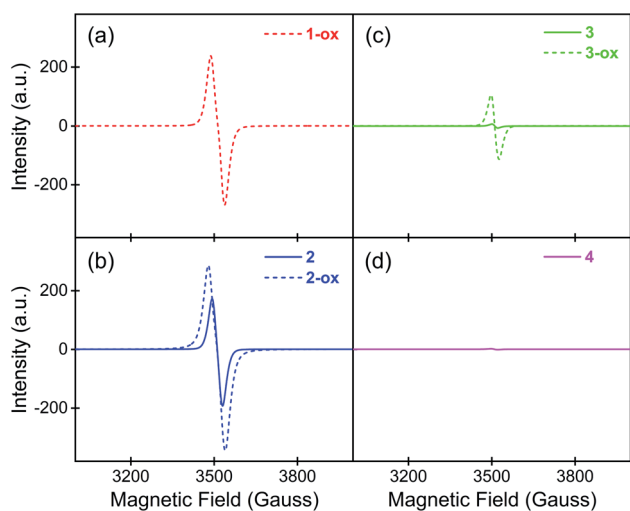 (a)
1-ox
(c)
3
3-ox
200
0
-200
Intensity (a.u.)
(b)
2
2-ox
(d)
4
200
0
-200
Intensity (a.u.)
3200 3500 3800 3200 3500 3800
Magnetic Field (Gauss) Magnetic Field (Gauss)